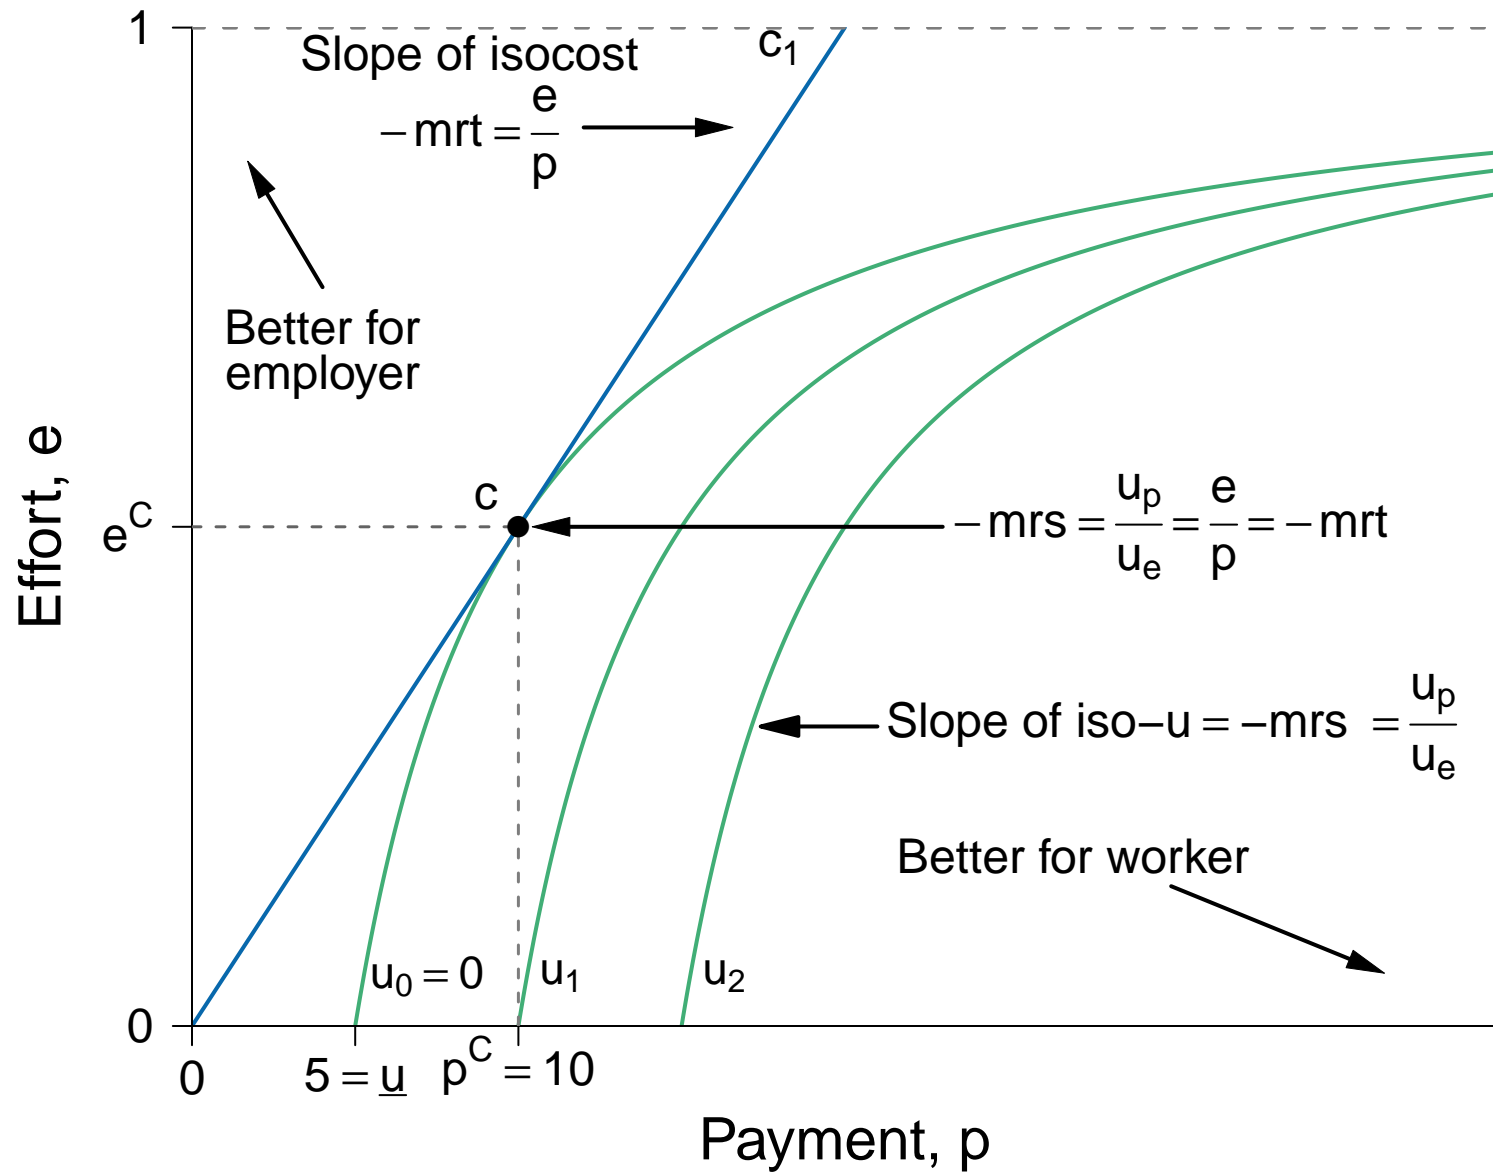 1
Slope of isocost
−mrt = e/p
c₁
Better for
employer
Effort, e
c
eᶜ
−mrs = uₚ/uₑ = e/p = −mrt
Slope of iso−u = −mrs = uₚ/uₑ
Better for worker
u₀ = 0
u₁
u₂
0
0
5 = u̲
pᶜ = 10
Payment, p